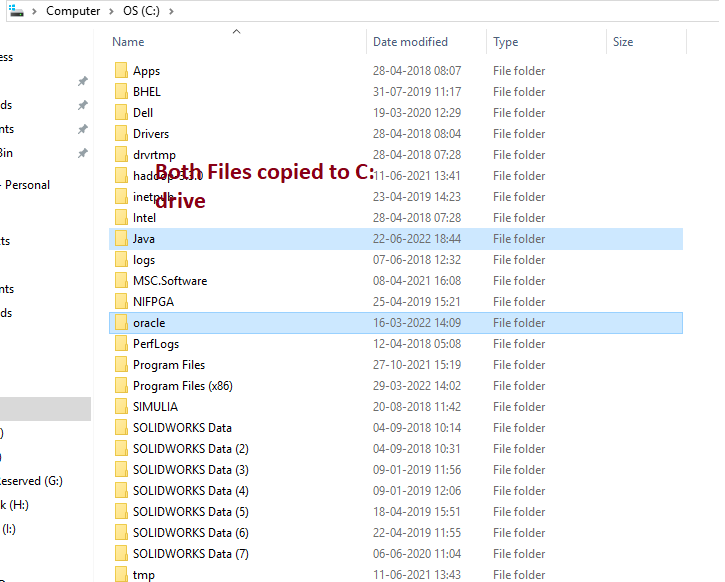 Computer > OS (C:) >
Name Date modified Type Size
ess
Apps 28-04-2018 08:07 File folder
BHEL 31-07-2019 11:17 File folder
ds Dell 19-03-2020 12:29 File folder
nts Drivers 28-04-2018 08:04 File folder
Bin drvrtmp 28-04-2018 07:28 File folder
Both Files copied to C:
drive
hadoop-3.3.0 11-06-2021 13:41 File folder
- Personal
inetpub 23-04-2019 14:23 File folder
Intel 28-04-2018 07:28 File folder
ts Java 22-06-2022 18:44 File folder
logs 07-06-2018 12:32 File folder
MSC.Software 08-04-2021 16:08 File folder
nts
NIFPGA 25-04-2019 15:21 File folder
ds
oracle 16-03-2022 14:09 File folder
PerfLogs 12-04-2018 05:08 File folder
Program Files 27-10-2021 15:19 File folder
Program Files (x86) 29-03-2022 14:02 File folder
SIMULIA 20-08-2018 11:42 File folder
) SOLIDWORKS Data 04-09-2018 10:14 File folder
) SOLIDWORKS Data (2) 04-09-2018 10:31 File folder
SOLIDWORKS Data (3) 09-01-2019 11:56 File folder
eserved (G:)
SOLIDWORKS Data (4) 09-01-2019 12:06 File folder
k (H:)
SOLIDWORKS Data (5) 18-04-2019 15:51 File folder
(I:) SOLIDWORKS Data (6) 22-04-2019 11:55 File folder
SOLIDWORKS Data (7) 06-06-2020 11:04 File folder
tmp 11-06-2021 13:43 File folder